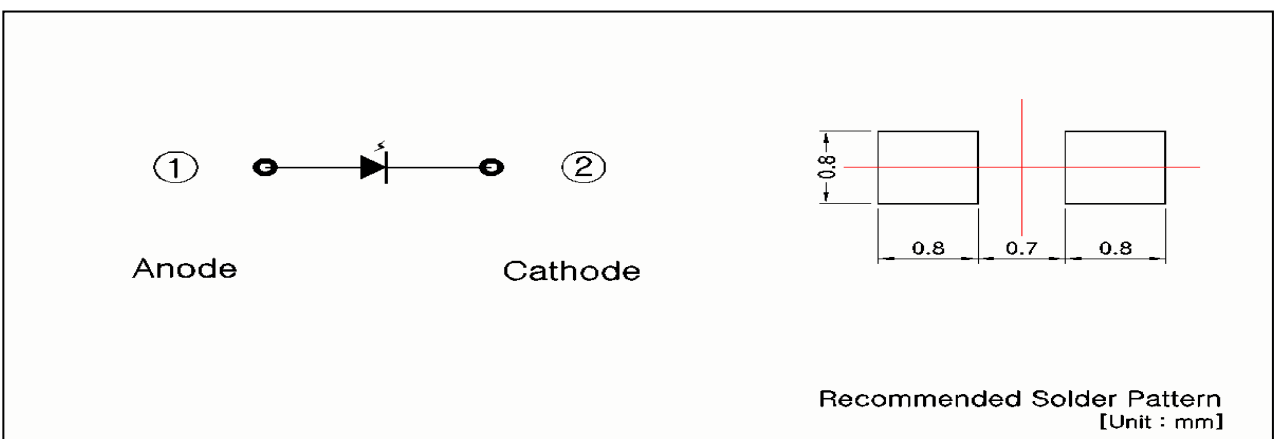 ① ②
Anode Cathode
0.8
0.8 0.7 0.8
Recommended Solder Pattern
[Unit : mm]